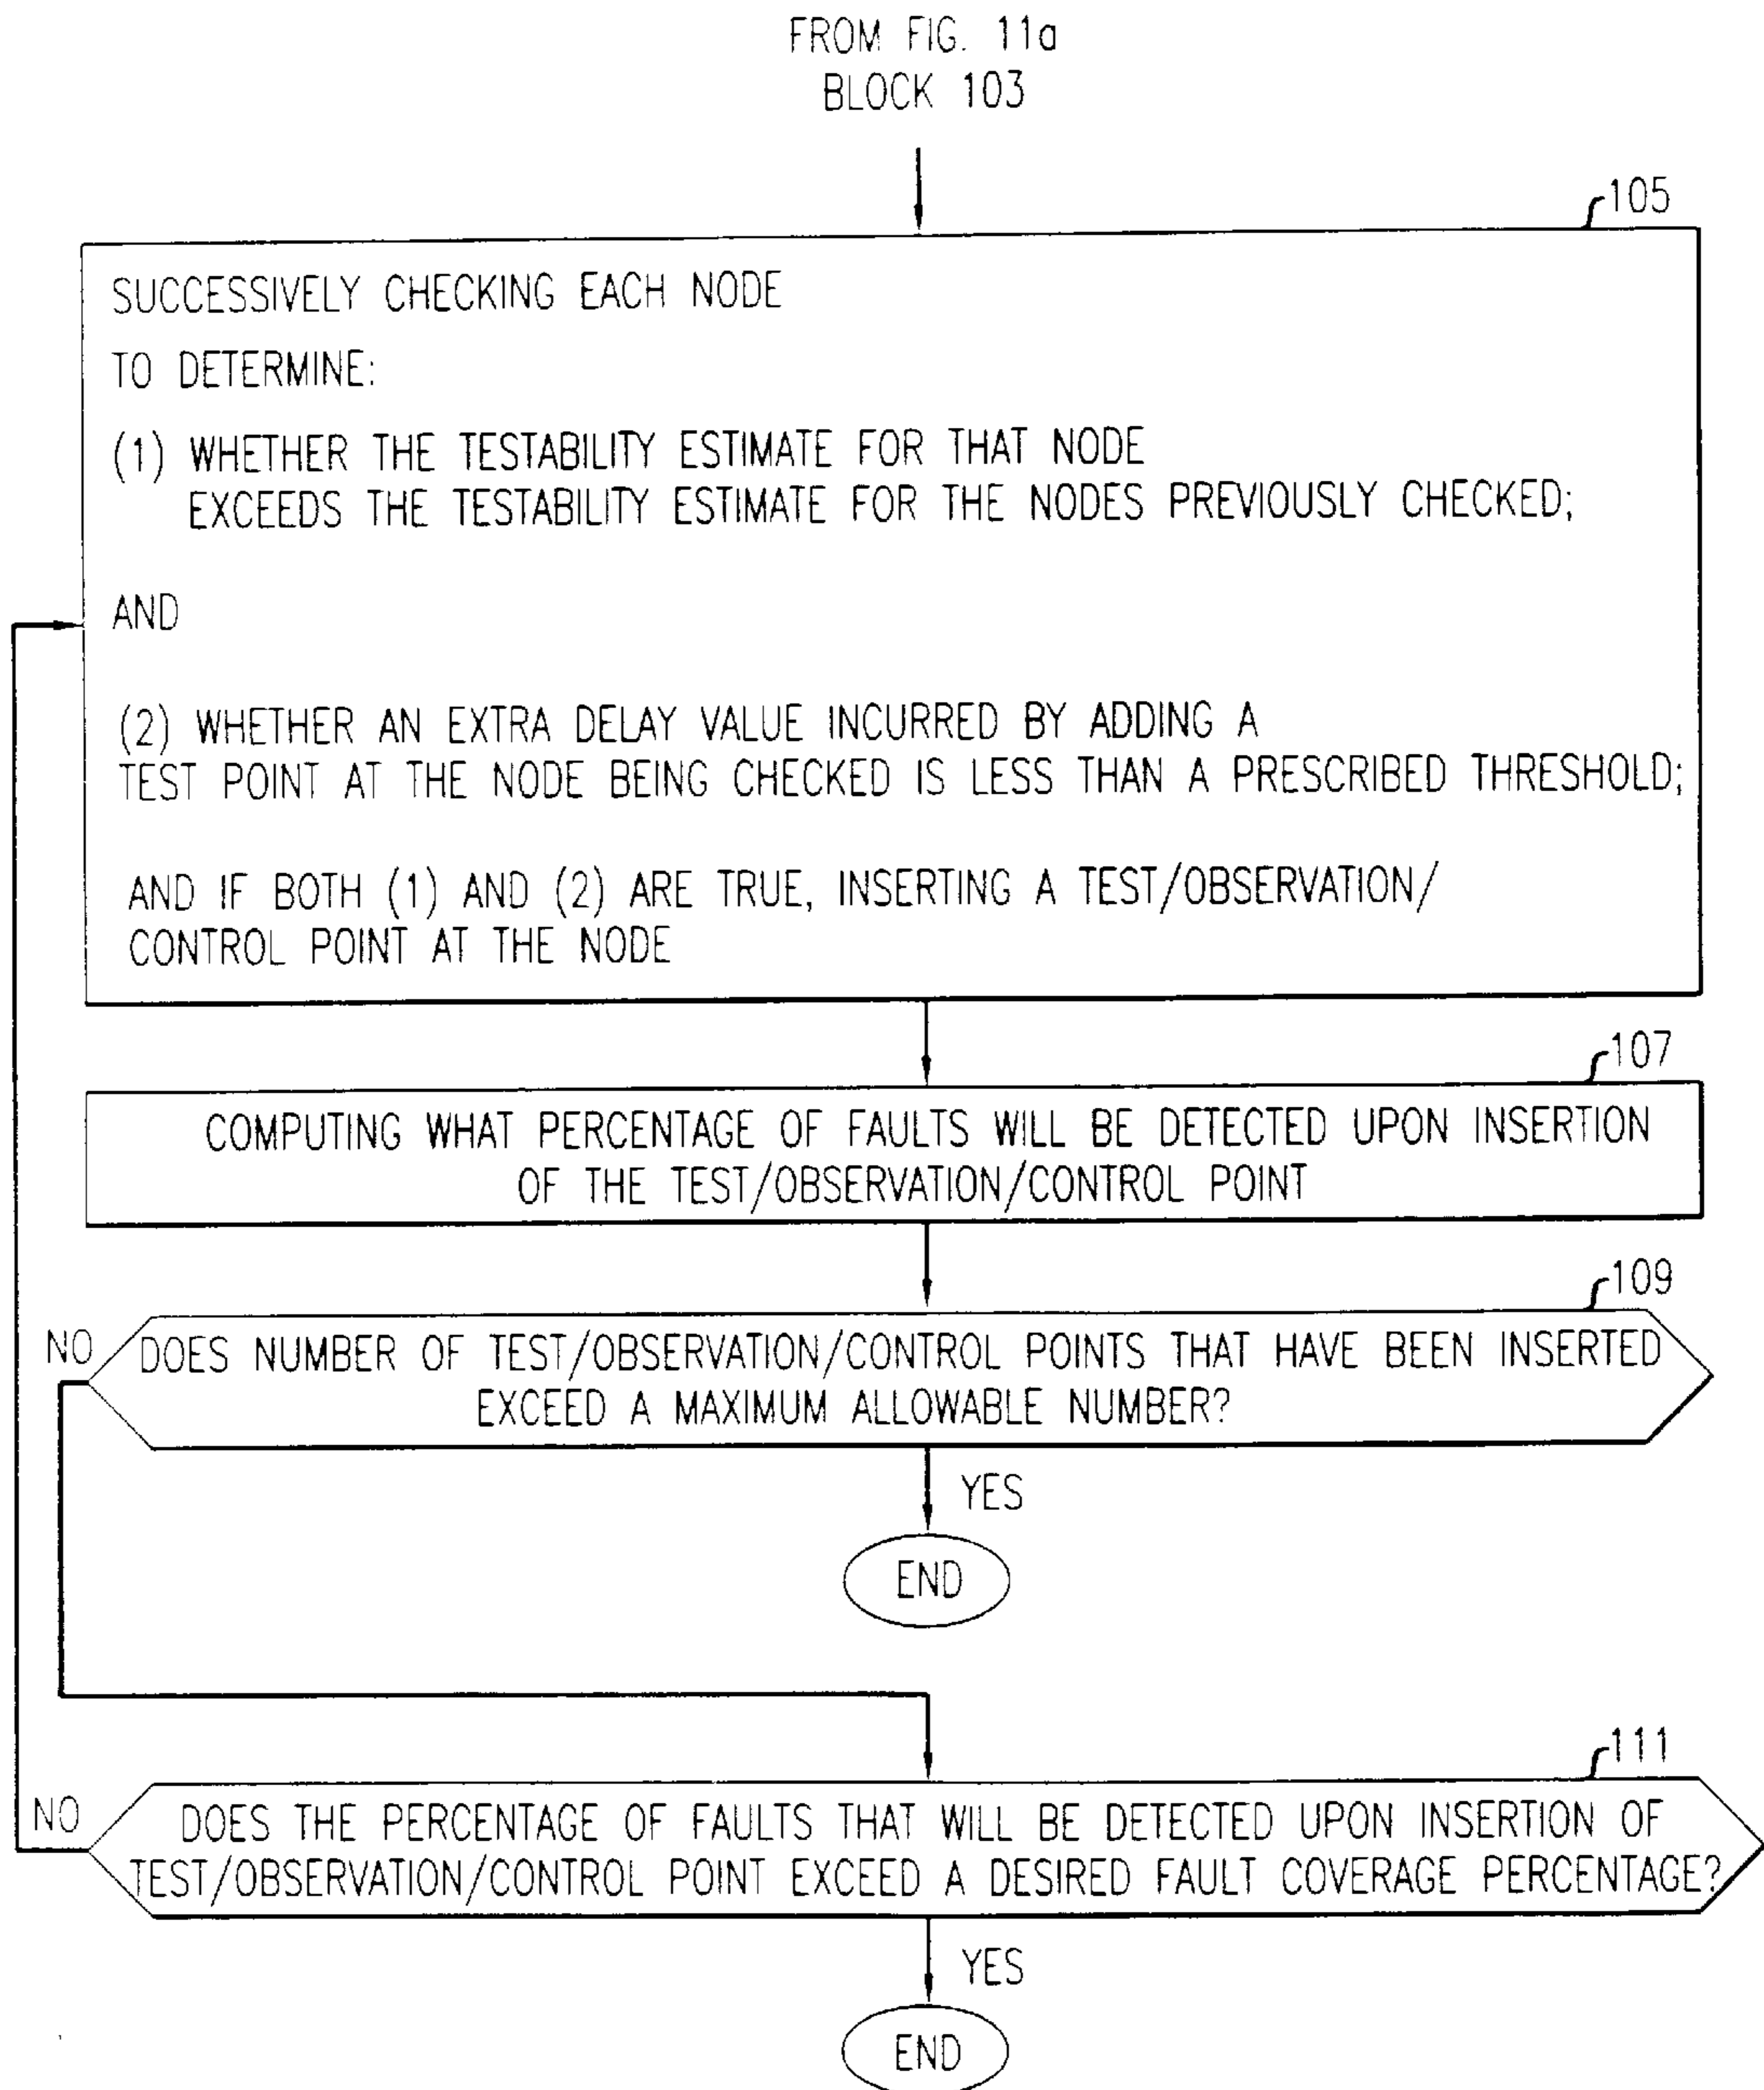 FROM FIG. 11a
BLOCK 103
105
SUCCESSIVELY CHECKING EACH NODE
TO DETERMINE:
(1) WHETHER THE TESTABILITY ESTIMATE FOR THAT NODE
EXCEEDS THE TESTABILITY ESTIMATE FOR THE NODES PREVIOUSLY CHECKED;
AND
(2) WHETHER AN EXTRA DELAY VALUE INCURRED BY ADDING A
TEST POINT AT THE NODE BEING CHECKED IS LESS THAN A PRESCRIBED THRESHOLD;
AND IF BOTH (1) AND (2) ARE TRUE, INSERTING A TEST/OBSERVATION/
CONTROL POINT AT THE NODE
107
COMPUTING WHAT PERCENTAGE OF FAULTS WILL BE DETECTED UPON INSERTION
OF THE TEST/OBSERVATION/CONTROL POINT
109
NO
DOES NUMBER OF TEST/OBSERVATION/CONTROL POINTS THAT HAVE BEEN INSERTED
EXCEED A MAXIMUM ALLOWABLE NUMBER?
YES
END
111
NO
DOES THE PERCENTAGE OF FAULTS THAT WILL BE DETECTED UPON INSERTION OF
TEST/OBSERVATION/CONTROL POINT EXCEED A DESIRED FAULT COVERAGE PERCENTAGE?
YES
END